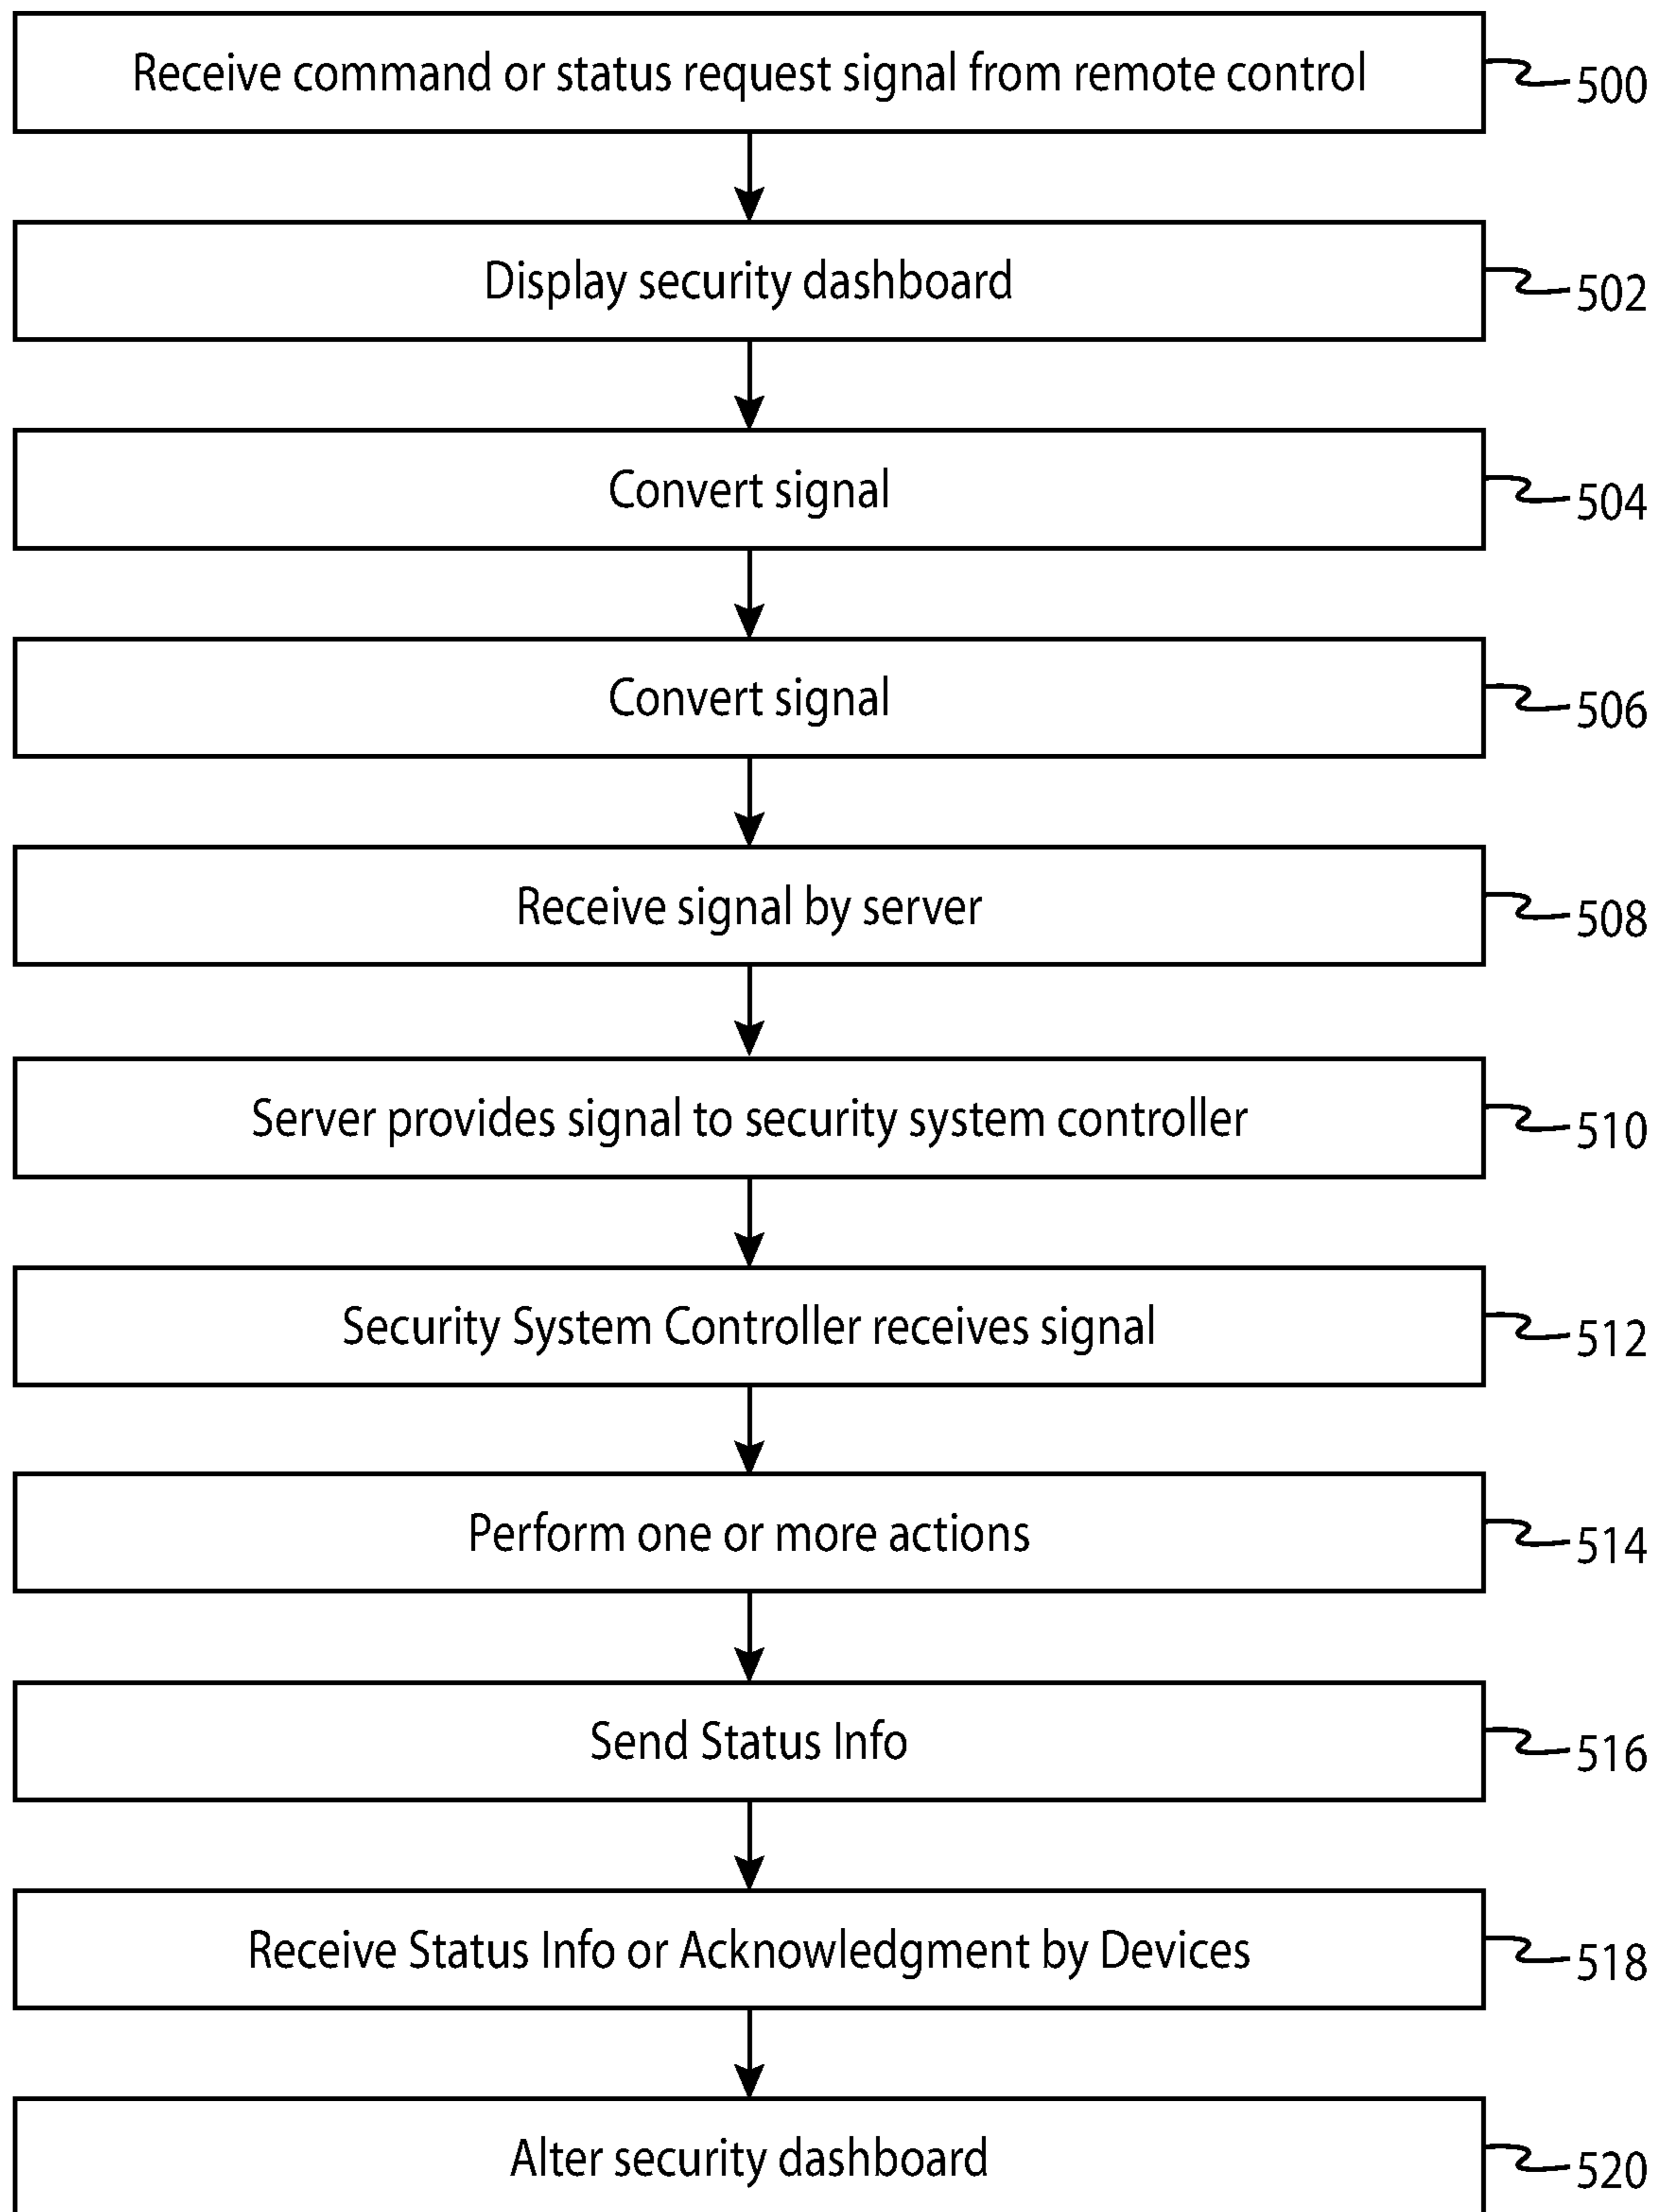 Receive command or status request signal from remote control 500
Display security dashboard 502
Convert signal 504
Convert signal 506
Receive signal by server 508
Server provides signal to security system controller 510
Security System Controller receives signal 512
Perform one or more actions 514
Send Status Info 516
Receive Status Info or Acknowledgment by Devices 518
Alter security dashboard 520